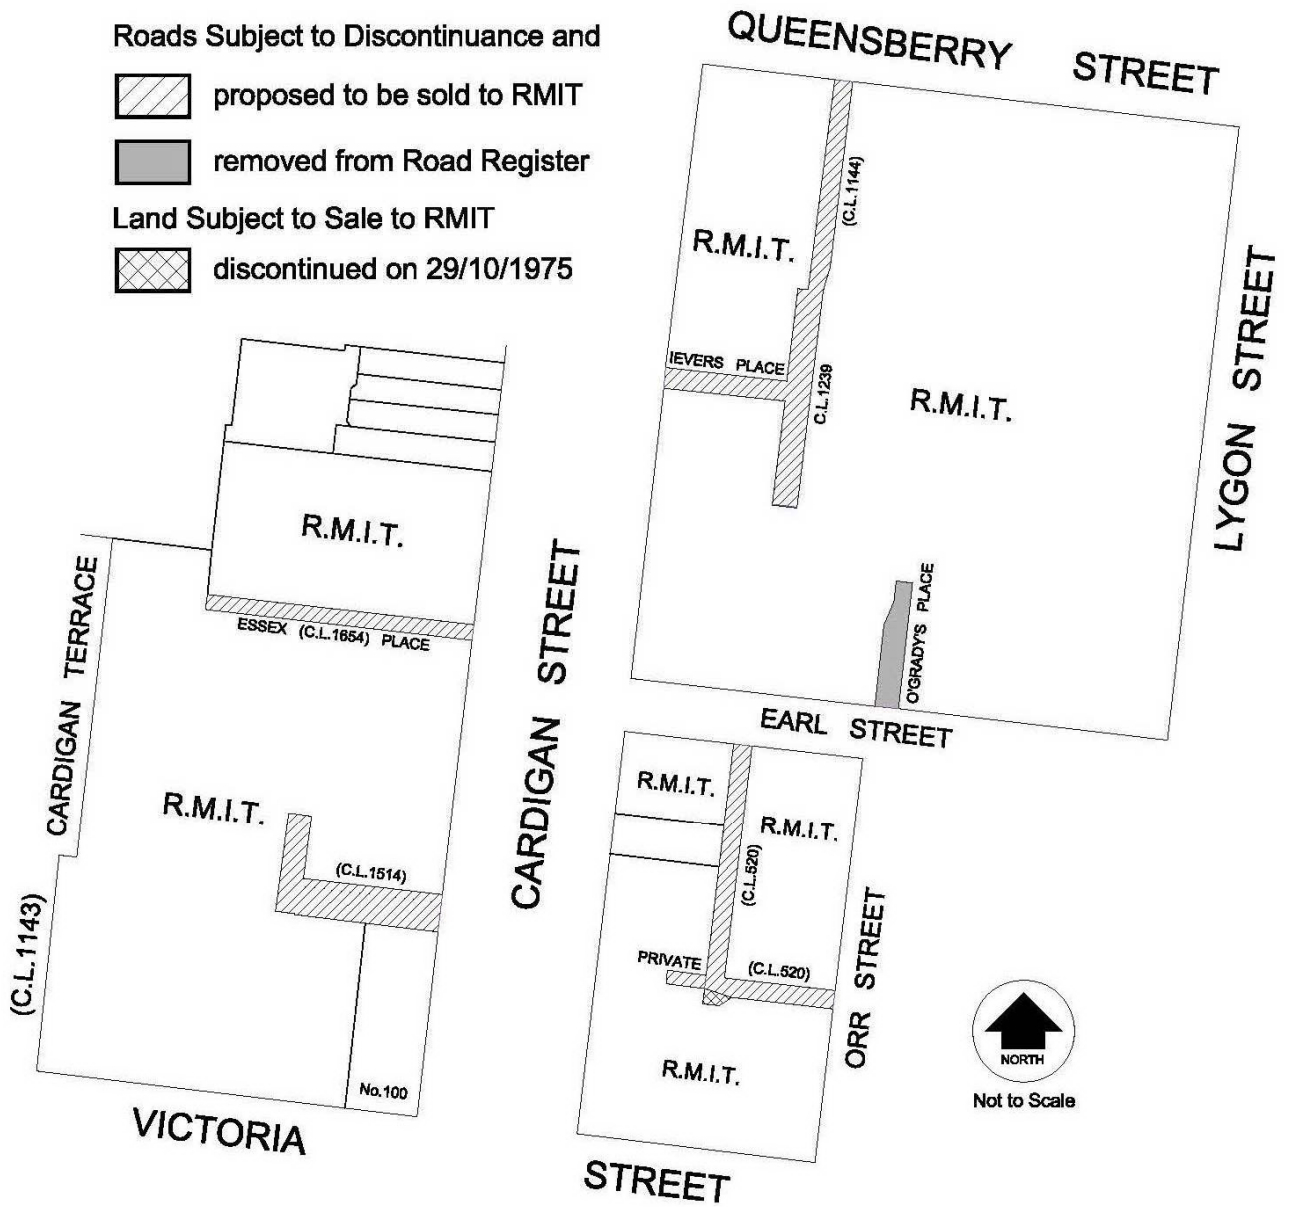 Roads Subject to Discontinuance and
proposed to be sold to RMIT
removed from Road Register
Land Subject to Sale to RMIT
discontinued on 29/10/1975
QUEENSBERRY STREET
(C.L.1144)
R.M.I.T.
IEVERS PLACE
C.L.1239
R.M.I.T.
LYGON STREET
R.M.I.T.
CARDIGAN TERRACE
ESSEX (C.L.1654) PLACE
CARDIGAN STREET
O'GRADY'S PLACE
EARL STREET
R.M.I.T.
R.M.I.T.
R.M.I.T.
(C.L.520)
(C.L.1514)
(C.L.1143)
PRIVATE
(C.L.520)
ORR STREET
R.M.I.T.
NORTH
Not to Scale
No.100
VICTORIA STREET